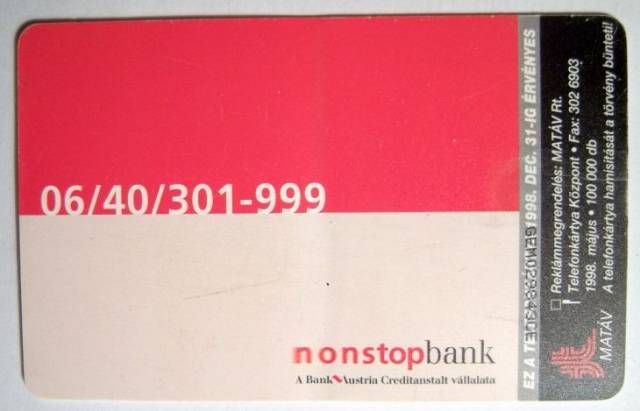 06/40/301-999
nonstopbank
A Bank Austria Creditanstalt vállalata
EZ A 1998. DEC. 31-IG ÉRVÉNYES
Reklámmegrendelés: MATÁV Rt.
Telefonkártya Központ • Fax: 302 6903
1998. május • 100 000 db
A telefonkártya hamisítását a törvény bünteti!
MATÁV